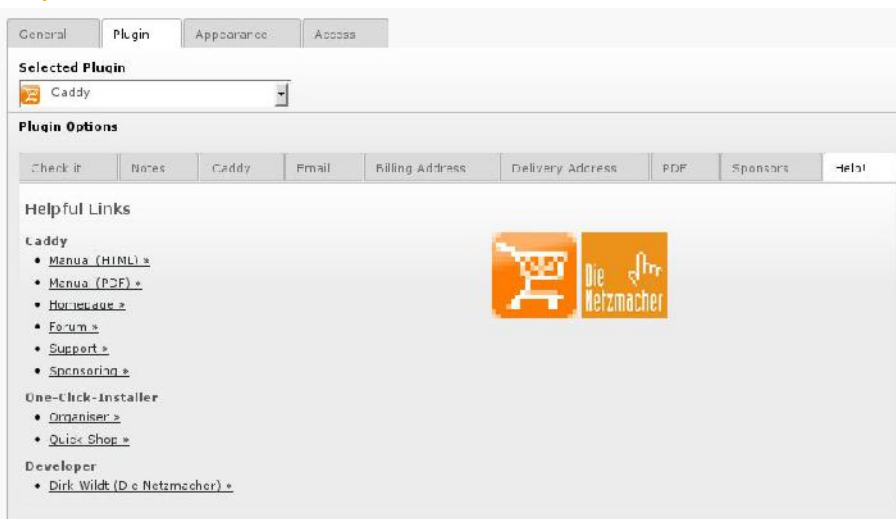 General Plugin Appearance Access
Selected Plugin
Caddy
Plugin Options
Check it Notes Caddy Email Billing Address Delivery Address PDF Sponsors Help!
Helpful Links
Caddy
• Manual (HTML) »
• Manual (PDF) »
• Homepage »
• Forum »
• Support »
• Sponsoring »
Die
Netzmacher
One-Click-Installer
• Organiser »
• Quick Shop »
Developer
• Dirk Wildt (Die Netzmacher) »